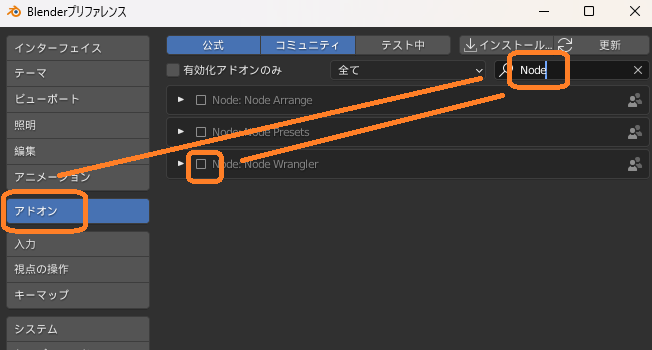 Blenderプリファレンス
インターフェイス
テーマ
ビューポート
照明
編集
アニメーション
アドオン
入力
視点の操作
キーマップ
システム
公式 コミュニティ テスト中 インストール... 更新
有効化アドオンのみ 全て Node
Node: Node Arrange
Node: Node Presets
Node: Node Wrangler